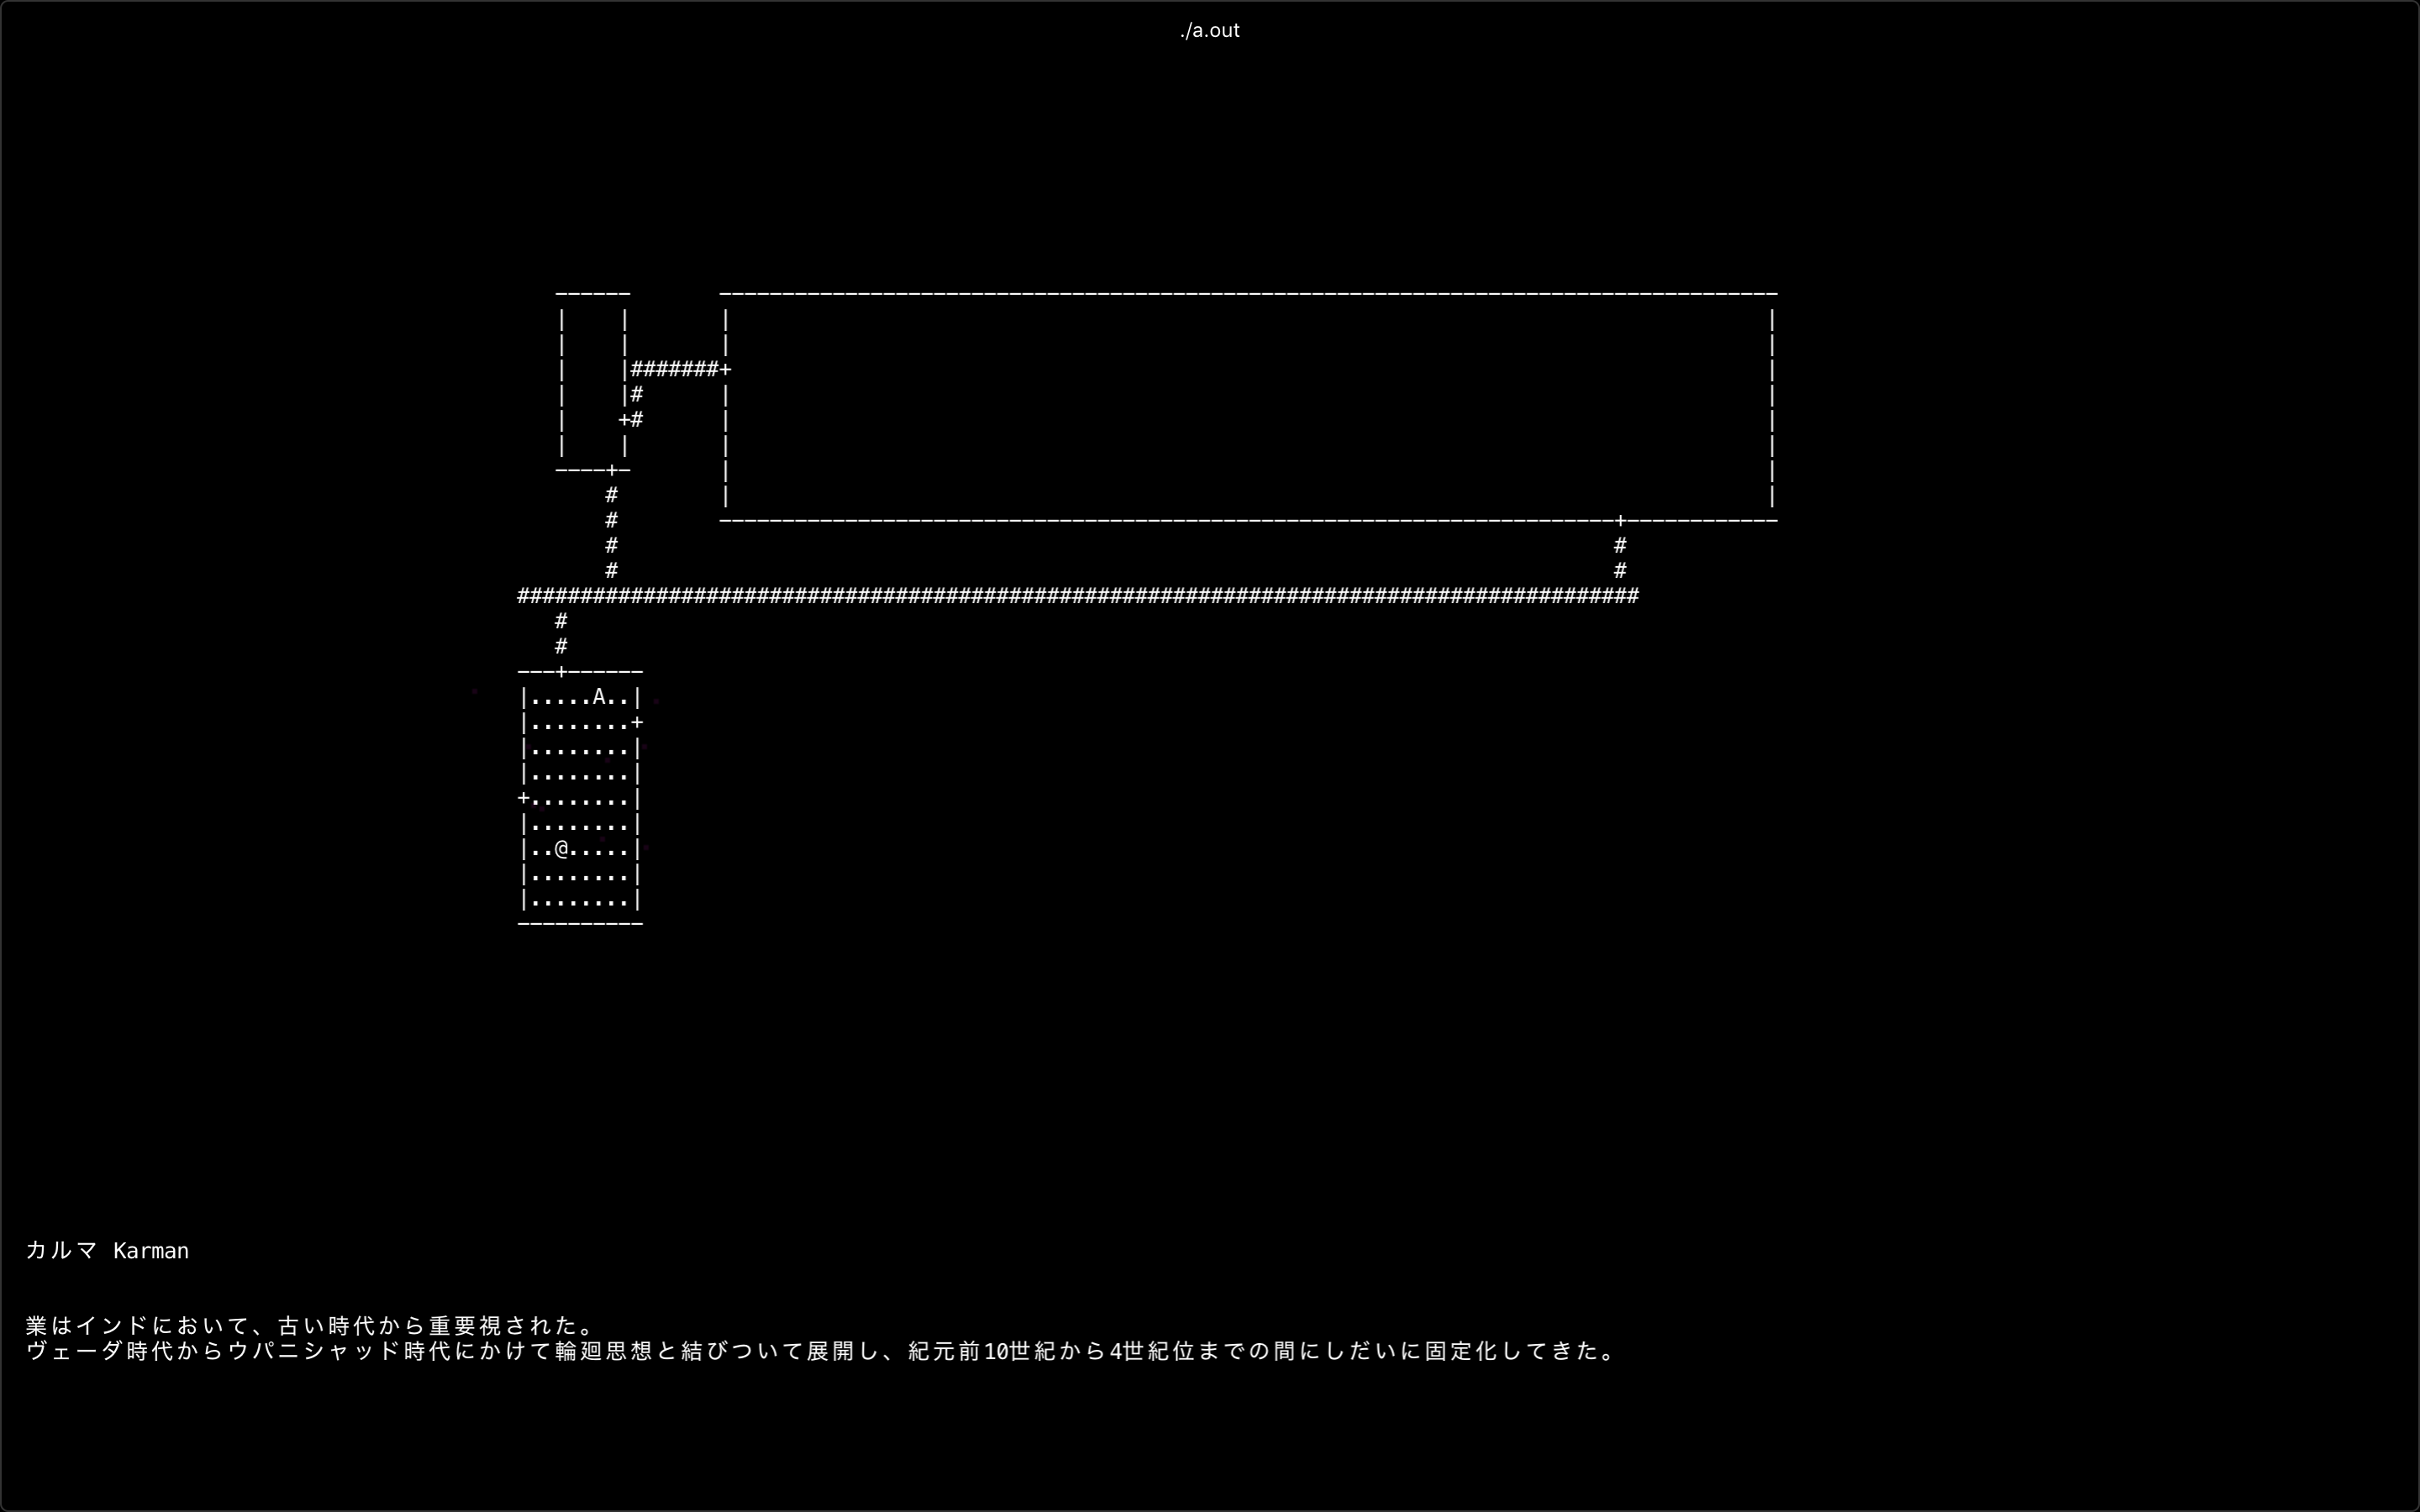 ./a.out
------ -------------------------------------------------------------------------------------
| | | |
| | | |
| |#######+ |
| |# | |
| +# | |
| | | |
----+- | |
# | |
# ------------------------------------------------------------------------+------------
# #
# #
#########################################################################################
#
#
---+------
|.....A..|
|........+
|........|
|........|
+........|
|........|
|..@.....|
|........|
|........|
----------
カルマ Karman
業はインドにおいて、古い時代から重要視された。
ヴェーダ時代からウパニシャッド時代にかけて輪廻思想と結びついて展開し、紀元前10世紀から4世紀位までの間にしだいに固定化してきた。